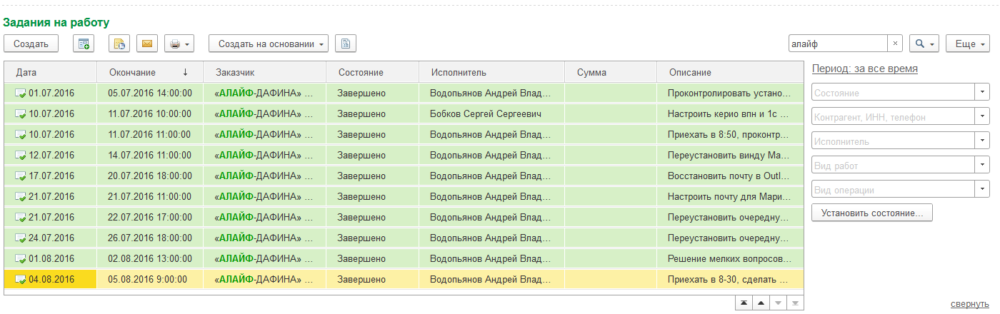 Задания на работу
Создать Создать на основании алайф × Еще
Дата Окончание ↓ Заказчик Состояние Исполнитель Сумма Описание
01.07.2016 05.07.2016 14:00:00 «АЛАЙФ-ДАФИНА» ... Завершено Водопьянов Андрей Влад... Проконтролировать устано...
10.07.2016 11.07.2016 10:00:00 «АЛАЙФ-ДАФИНА» ... Завершено Бобков Сергей Сергеевич Настроить керио впн и 1с ...
10.07.2016 11.07.2016 11:00:00 «АЛАЙФ-ДАФИНА» ... Завершено Водопьянов Андрей Влад... Приехать в 8:50, проконтр...
12.07.2016 14.07.2016 11:00:00 «АЛАЙФ-ДАФИНА» ... Завершено Водопьянов Андрей Влад... Переустановить винду Ма...
17.07.2016 20.07.2016 18:00:00 «АЛАЙФ-ДАФИНА» ... Завершено Водопьянов Андрей Влад... Восстановить почту в Outl...
21.07.2016 21.07.2016 11:00:00 «АЛАЙФ-ДАФИНА» ... Завершено Водопьянов Андрей Влад... Настроить почту для Мари...
21.07.2016 22.07.2016 17:00:00 «АЛАЙФ-ДАФИНА» ... Завершено Водопьянов Андрей Влад... Переустановить очередну...
24.07.2016 26.07.2016 18:00:00 «АЛАЙФ-ДАФИНА» ... Завершено Водопьянов Андрей Влад... Переустановить очередну...
01.08.2016 02.08.2016 13:00:00 «АЛАЙФ-ДАФИНА» ... Завершено Водопьянов Андрей Влад... Решение мелких вопросов...
04.08.2016 05.08.2016 9:00:00 «АЛАЙФ-ДАФИНА» ... Завершено Водопьянов Андрей Влад... Приехать в 8-30, сделать ...
Период: за все время
Состояние
Контрагент, ИНН, телефон
Исполнитель
Вид работ
Вид операции
Установить состояние...
свернуть